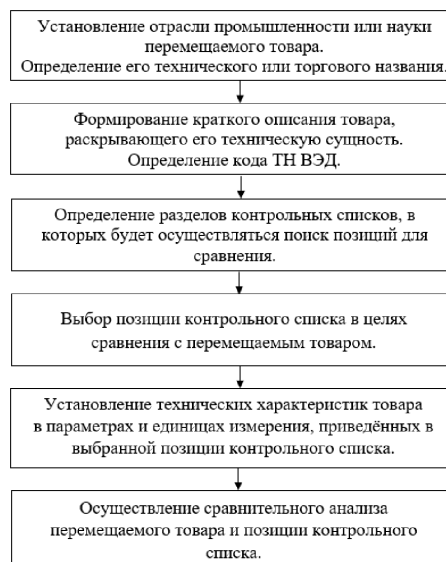 Установление отрасли промышленности или науки
перемещаемого товара.
Определение его технического или торгового названия.
Формирование краткого описания товара,
раскрывающего его техническую сущность.
Определение кода ТН ВЭД.
Определение разделов контрольных списков, в
которых будет осуществляться поиск позиций для
сравнения.
Выбор позиции контрольного списка в целях
сравнения с перемещаемым товаром.
Установление технических характеристик товара
в параметрах и единицах измерения, приведённых в
выбранной позиции контрольного списка.
Осуществление сравнительного анализа
перемещаемого товара и позиции контрольного
списка.